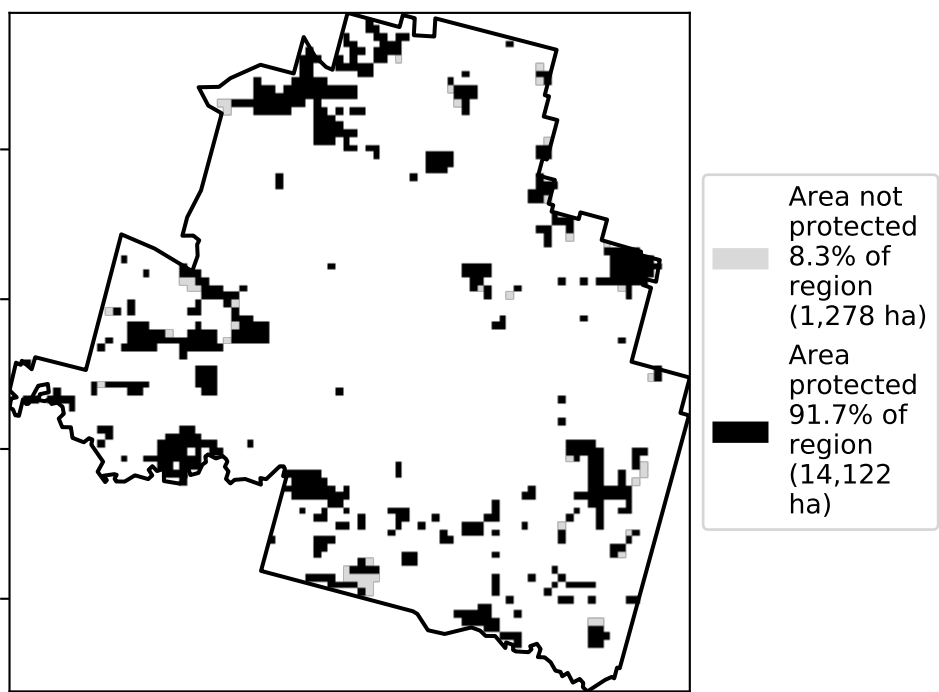 Area not
protected
8.3% of
region
(1,278 ha)
Area
protected
91.7% of
region
(14,122
ha)